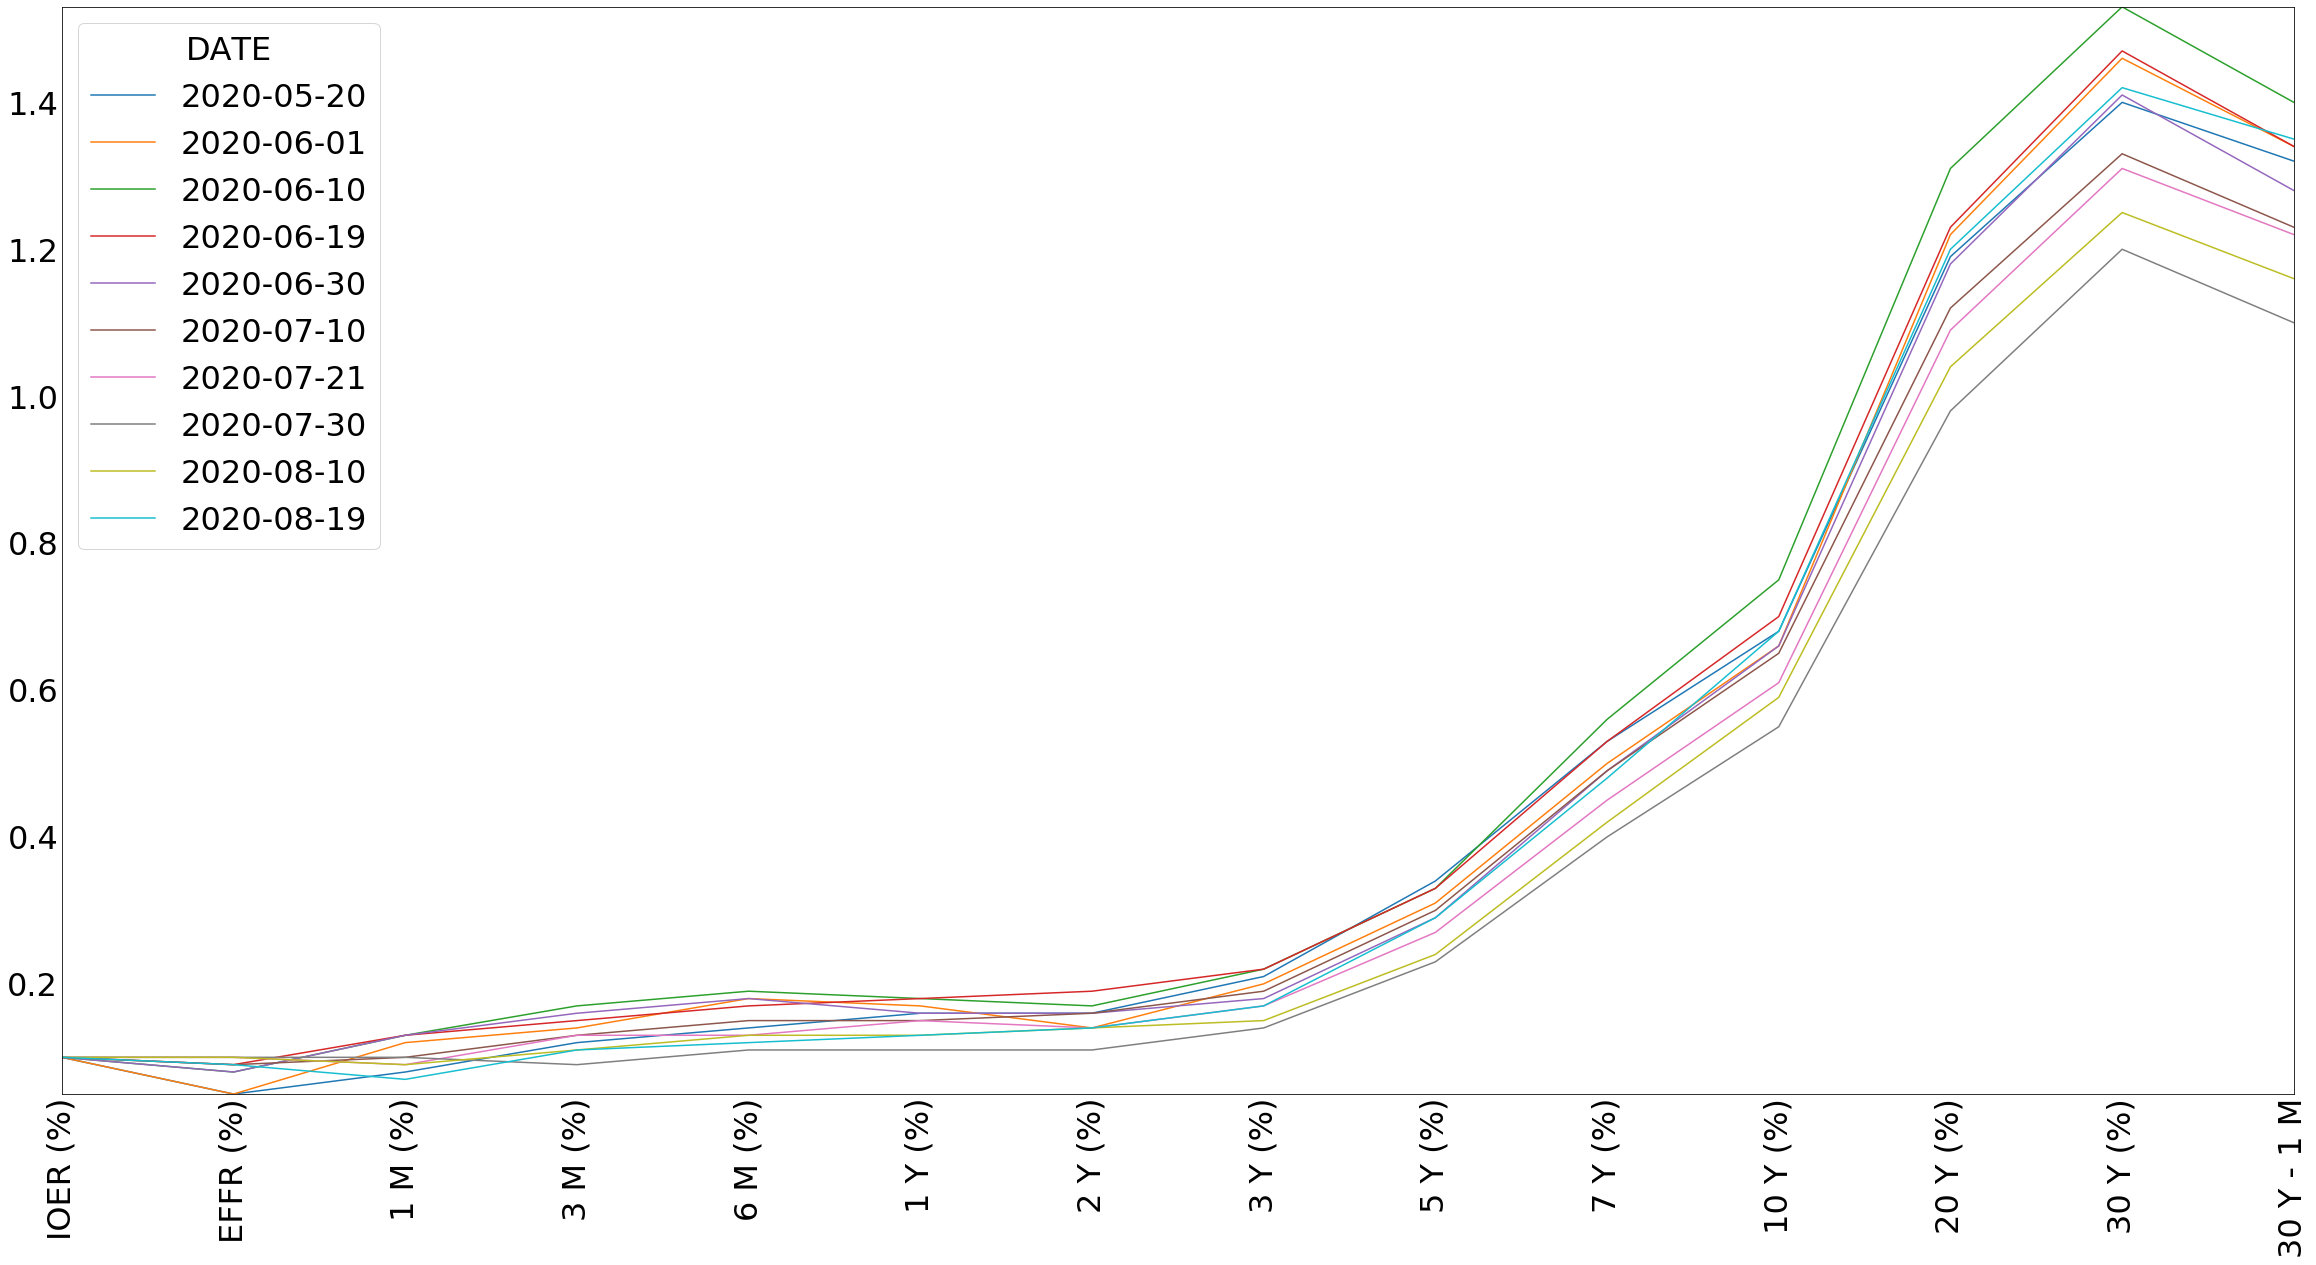 DATE
2020-05-20
2020-06-01
2020-06-10
2020-06-19
2020-06-30
2020-07-10
2020-07-21
2020-07-30
2020-08-10
2020-08-19
1.4
1.2
1.0
0.8
0.6
0.4
0.2
IOER (%)
EFFR (%)
1 M (%)
3 M (%)
6 M (%)
1 Y (%)
2 Y (%)
3 Y (%)
5 Y (%)
7 Y (%)
10 Y (%)
20 Y (%)
30 Y (%)
30 Y - 1 M